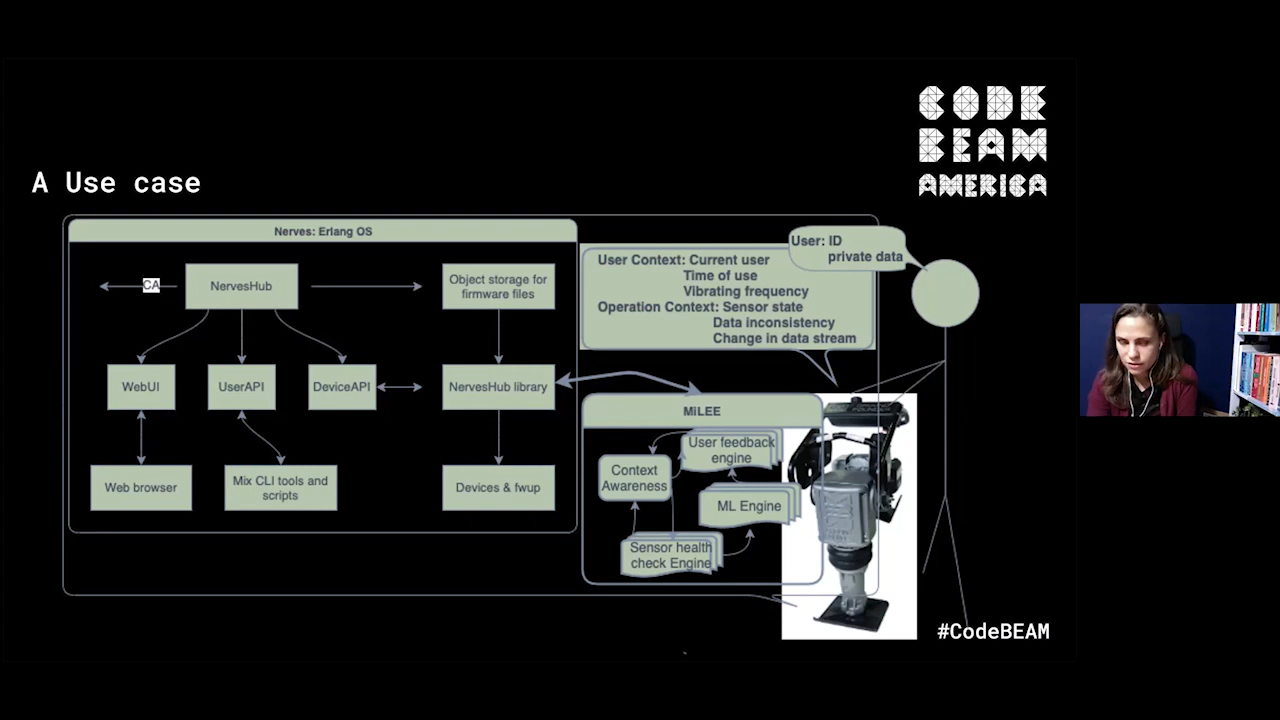 CODE
BEAM
AMERICA
A Use case
Nerves: Erlang OS
CA
NervesHub
Object storage for
firmware files
WebUI
UserAPI
DeviceAPI
NervesHub library
Web browser
Mix CLI tools and
scripts
Devices & fwup
User: ID
private data
User Context: Current user
Time of use
Vibrating frequency
Operation Context: Sensor state
Data inconsistency
Change in data stream
MiLEE
User feedback
engine
Context
Awareness
ML Engine
Sensor health
check Engine
#CodeBEAM